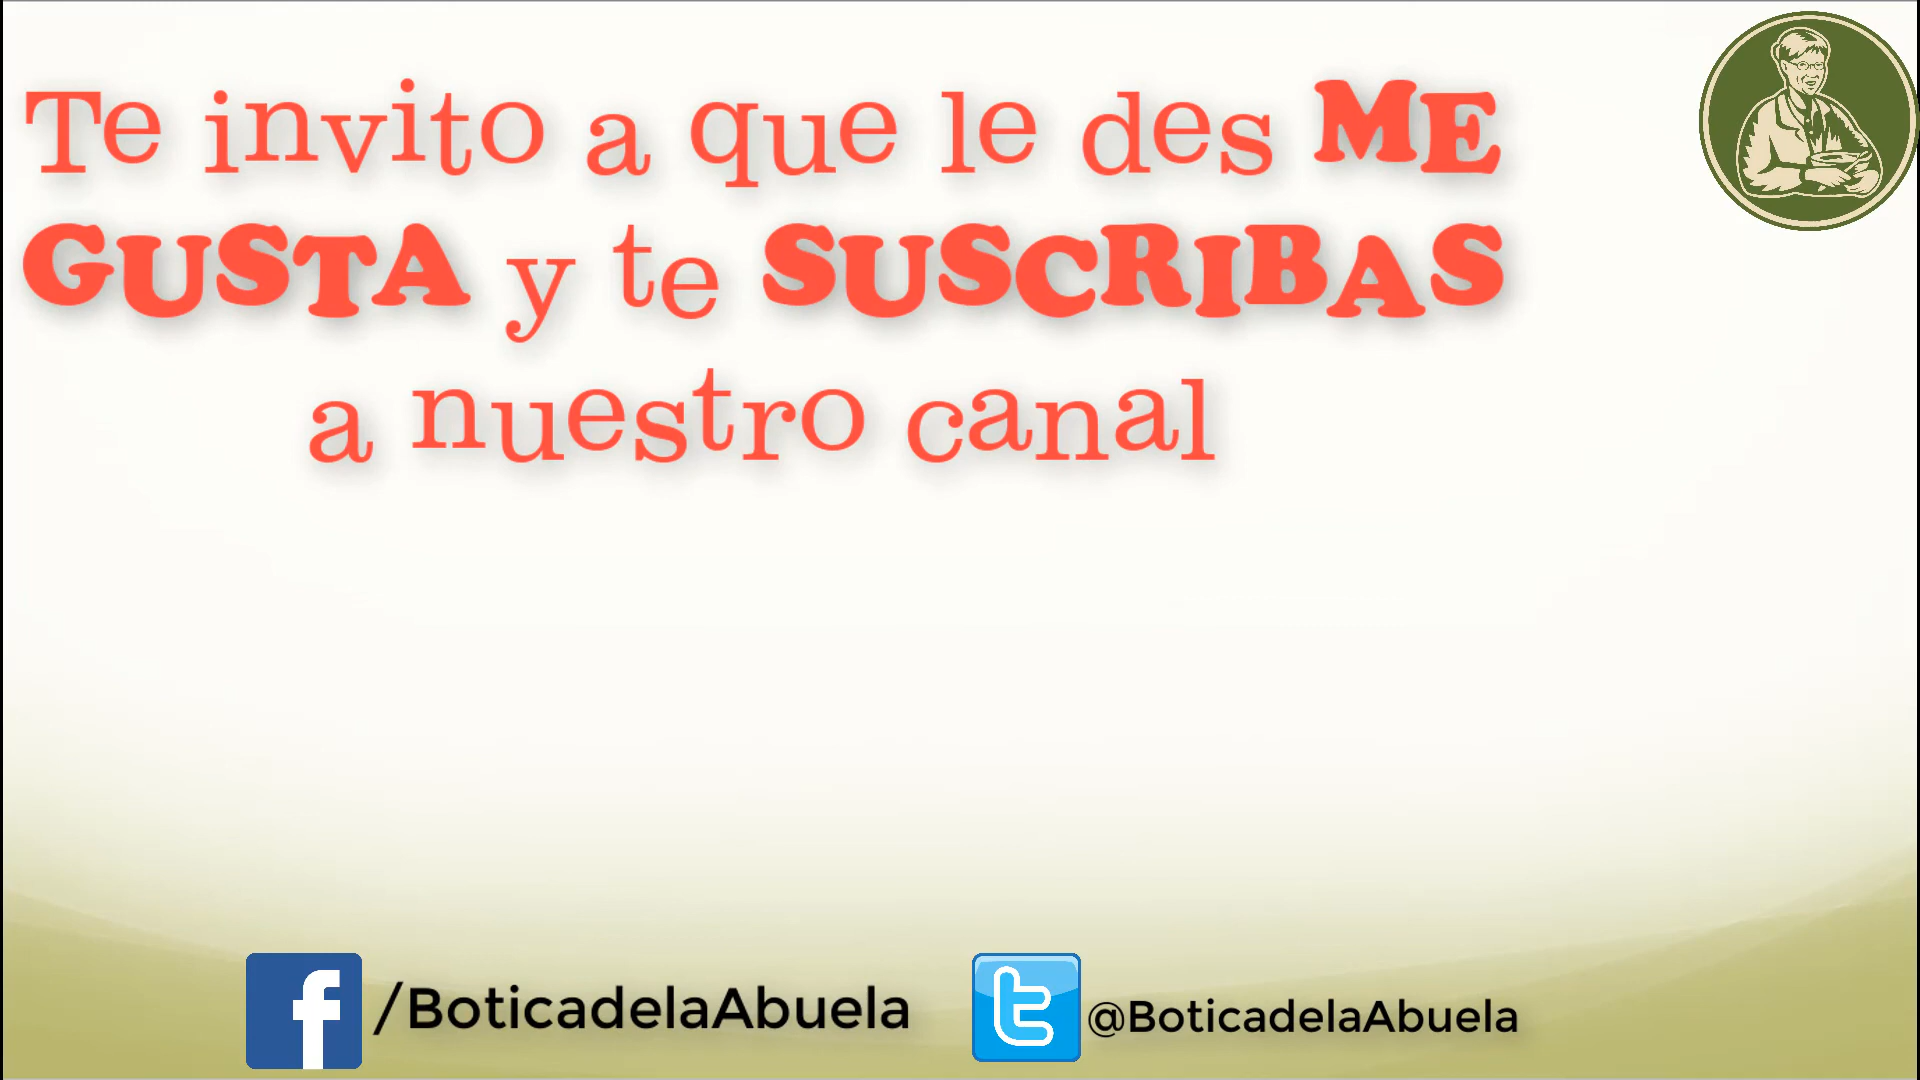 Te invito a que le des ME
GUSTA y te SUSCRIBAS
a nuestro canal
/BoticadelaAbuela
@BoticadelaAbuela